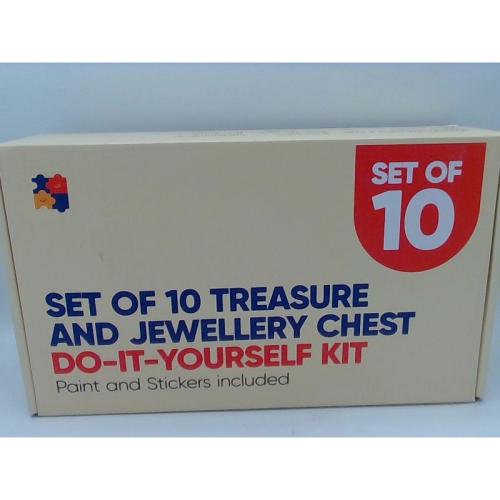 SET OF
10
SET OF 10 TREASURE
AND JEWELLERY CHEST
DO-IT-YOURSELF KIT
Paint and Stickers included